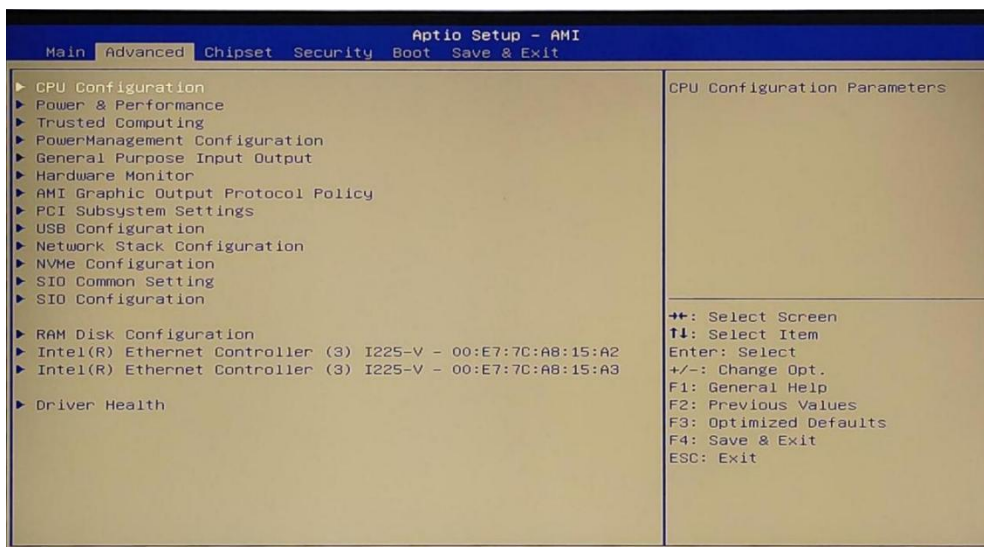 Aptio Setup - AMI
Main Advanced Chipset Security Boot Save & Exit
▶ CPU Configuration
▶ Power & Performance
▶ Trusted Computing
▶ PowerManagement Configuration
▶ General Purpose Input Output
▶ Hardware Monitor
▶ AMI Graphic Output Protocol Policy
▶ PCI Subsystem Settings
▶ USB Configuration
▶ Network Stack Configuration
▶ NVMe Configuration
▶ SIO Common Setting
▶ SIO Configuration
▶ RAM Disk Configuration
▶ Intel(R) Ethernet Controller (3) I225-V - 00:E7:7C:A8:15:A2
▶ Intel(R) Ethernet Controller (3) I225-V - 00:E7:7C:A8:15:A3
▶ Driver Health
CPU Configuration Parameters
→←: Select Screen
↑↓: Select Item
Enter: Select
+/-: Change Opt.
F1: General Help
F2: Previous Values
F3: Optimized Defaults
F4: Save & Exit
ESC: Exit